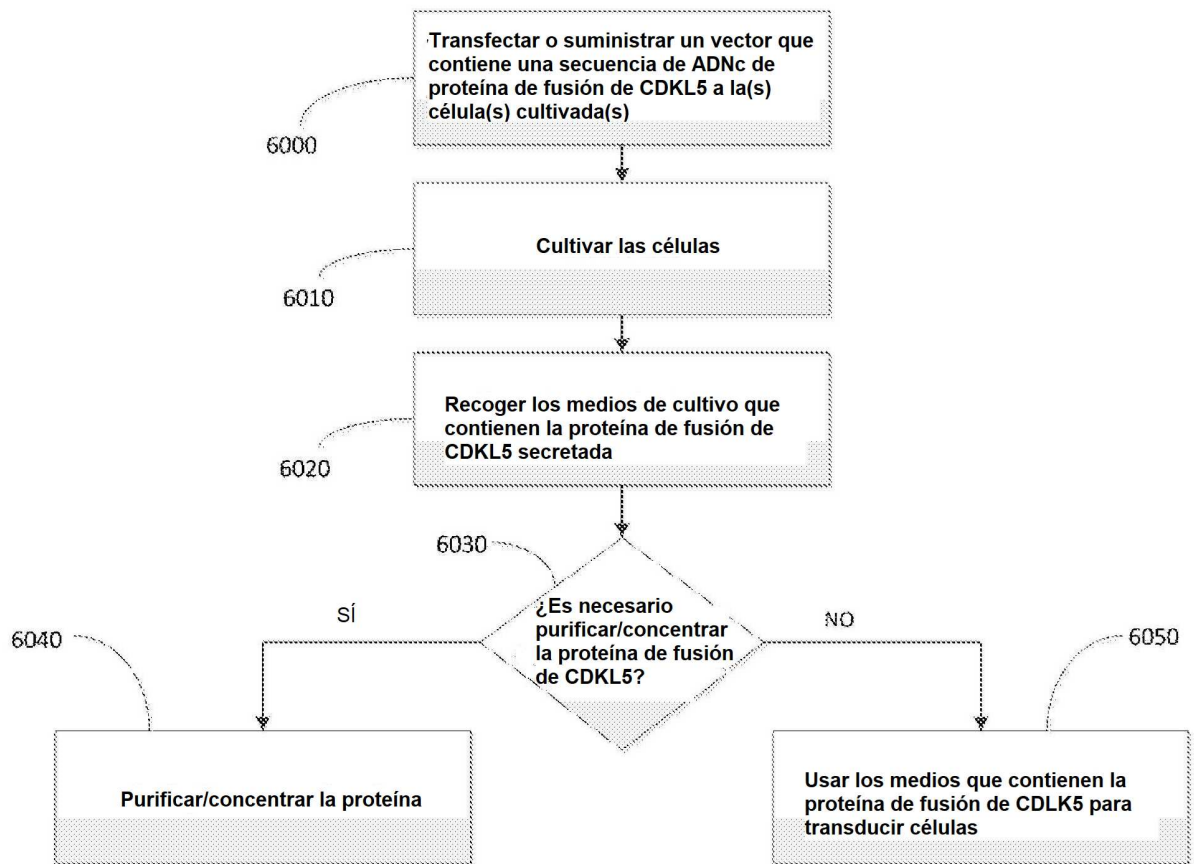 Transfectar o suministrar un vector que
contiene una secuencia de ADNc de
proteína de fusión de CDKL5 a la(s)
célula(s) cultivada(s)
6000
Cultivar las células
6010
Recoger los medios de cultivo que
contienen la proteína de fusión de
CDKL5 secretada
6020
6030
¿Es necesario
purificar/concentrar
la proteína de fusión
de CDKL5?
SÍ
NO
6040
6050
Purificar/concentrar la proteína
Usar los medios que contienen la
proteína de fusión de CDLK5 para
transducir células